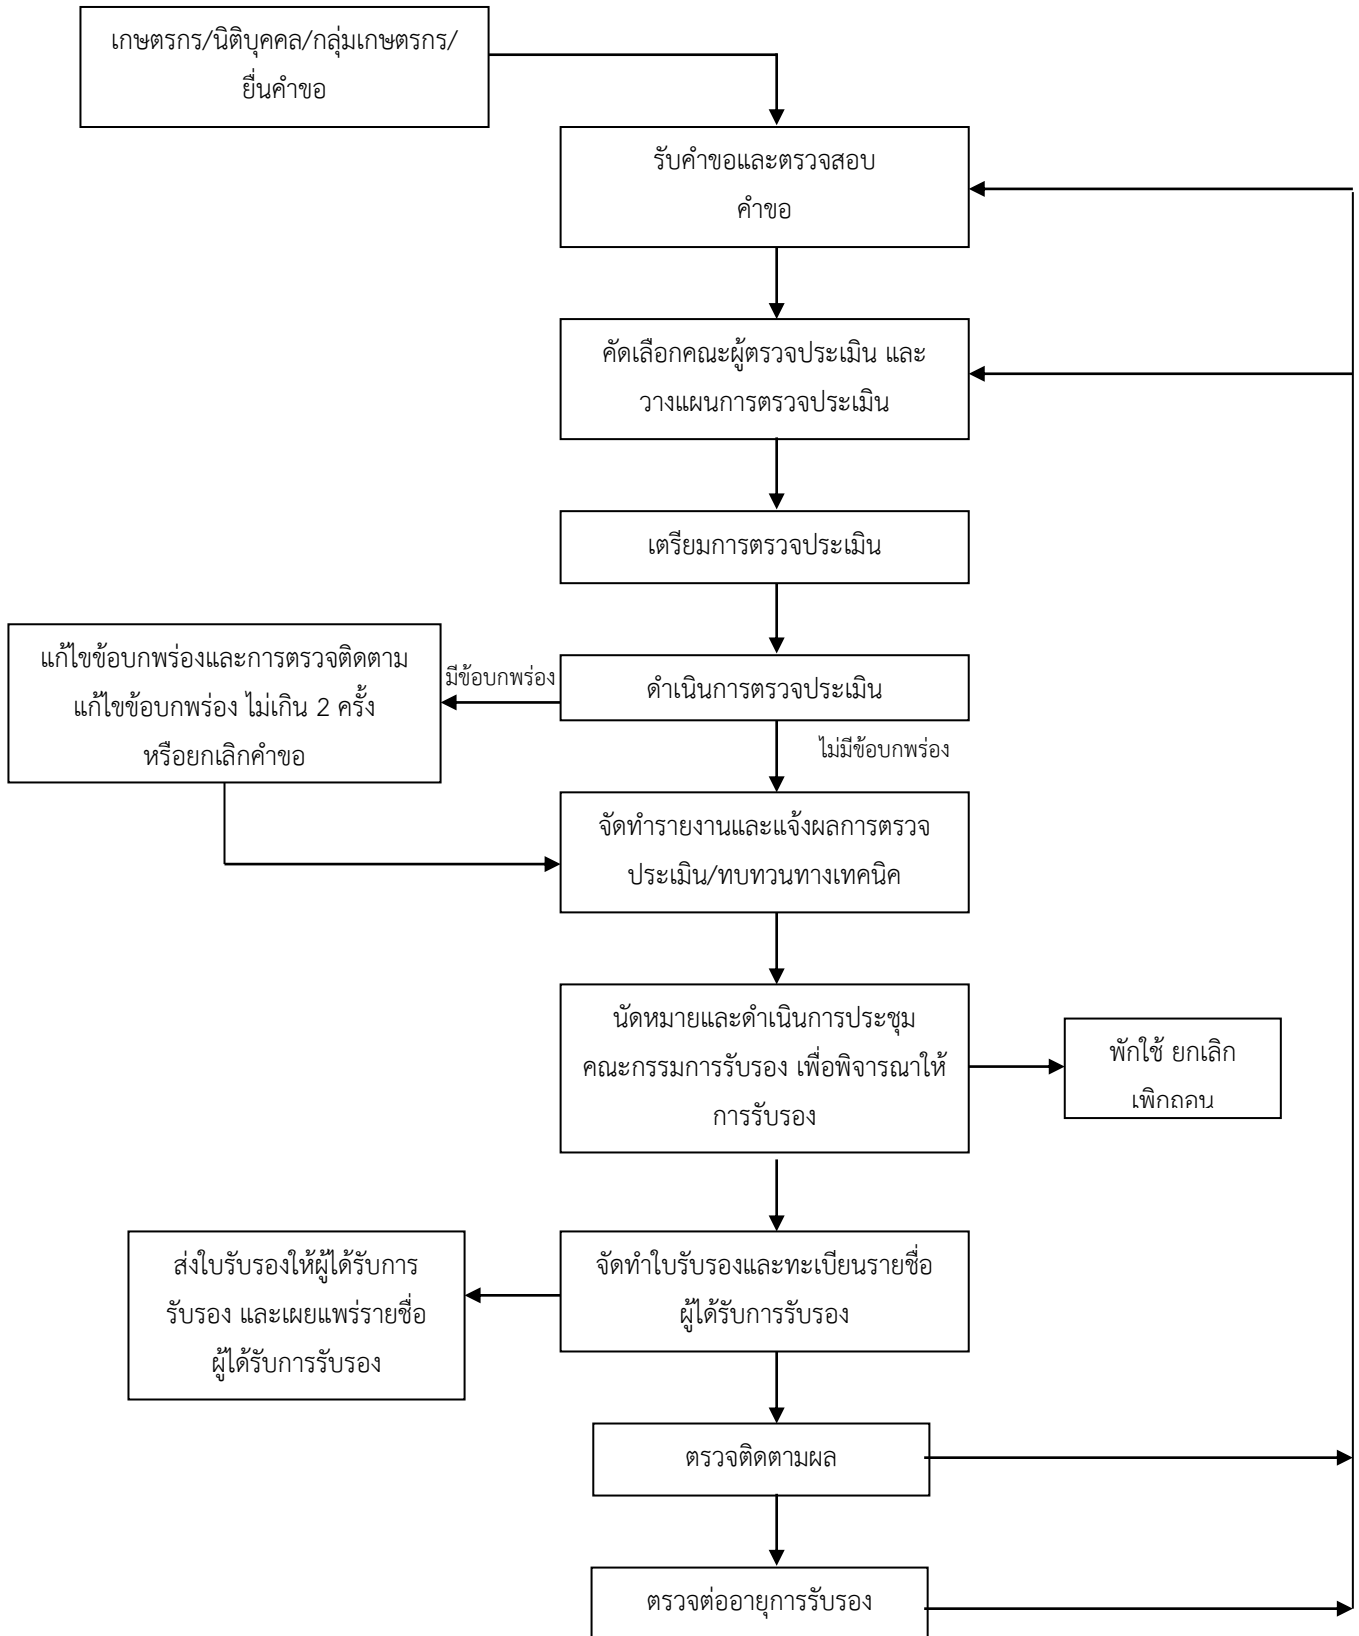 เกษตรกร/นิติบุคคล/กลุ่มเกษตรกร/
ยื่นคำขอ
รับคำขอและตรวจสอบ
คำขอ
คัดเลือกคณะผู้ตรวจประเมิน และ
วางแผนการตรวจประเมิน
เตรียมการตรวจประเมิน
ดำเนินการตรวจประเมิน
มีข้อบกพร่อง
แก้ไขข้อบกพร่องและการตรวจติดตาม
แก้ไขข้อบกพร่อง ไม่เกิน 2 ครั้ง
หรือยกเลิกคำขอ
ไม่มีข้อบกพร่อง
จัดทำรายงานและแจ้งผลการตรวจ
ประเมิน/ทบทวนทางเทคนิค
นัดหมายและดำเนินการประชุม
คณะกรรมการรับรอง เพื่อพิจารณาให้
การรับรอง
พักใช้ ยกเลิก
เพิกถอน
จัดทำใบรับรองและทะเบียนรายชื่อ
ผู้ได้รับการรับรอง
ส่งใบรับรองให้ผู้ได้รับการ
รับรอง และเผยแพร่รายชื่อ
ผู้ได้รับการรับรอง
ตรวจติดตามผล
ตรวจต่ออายุการรับรอง